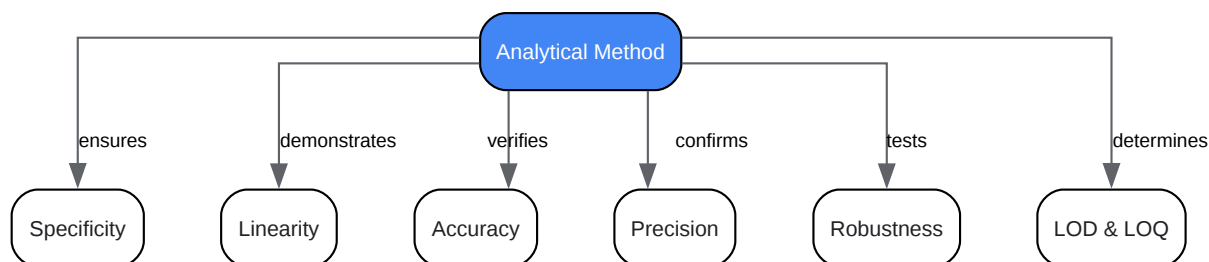 Analytical Method
ensures
demonstrates
verifies
confirms
tests
determines
Specificity
Linearity
Accuracy
Precision
Robustness
LOD & LOQ